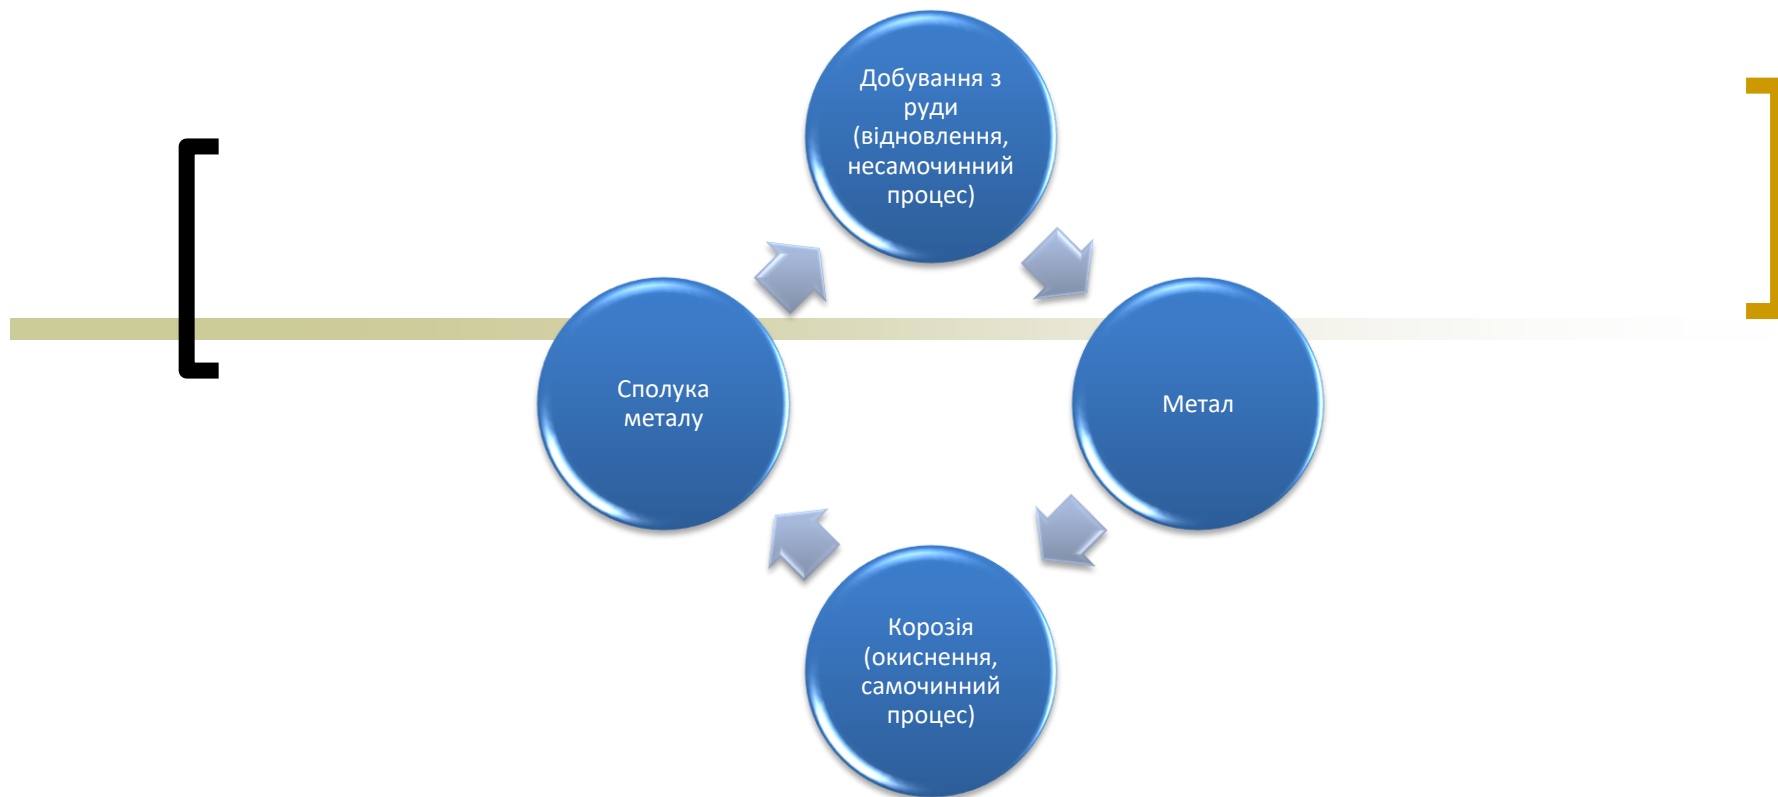 Добування з
руди
(відновлення,
несамочинний
процес)
Сполука
металу
Метал
Корозія
(окиснення,
самочинний
процес)